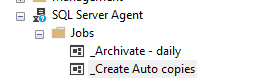 SQL Server Agent
Jobs
_Archivate - daily
_Create Auto copies